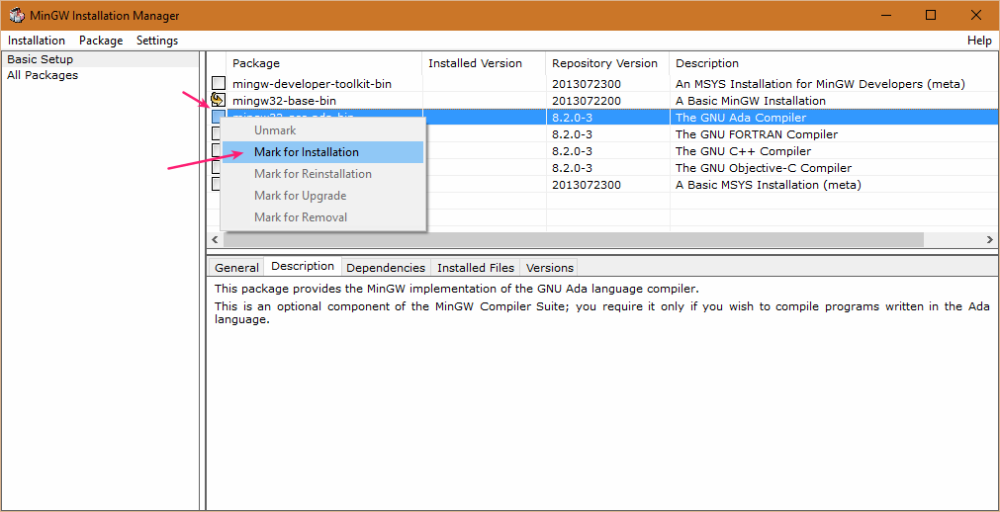 MinGW Installation Manager
Installation Package Settings Help
Basic Setup
All Packages
Package Installed Version Repository Version Description
mingw-developer-toolkit-bin 2013072300 An MSYS Installation for MinGW Developers (meta)
mingw32-base-bin 2013072200 A Basic MinGW Installation
mingw32-gcc-ada-bin 8.2.0-3 The GNU Ada Compiler
8.2.0-3 The GNU FORTRAN Compiler
8.2.0-3 The GNU C++ Compiler
8.2.0-3 The GNU Objective-C Compiler
2013072300 A Basic MSYS Installation (meta)
Unmark
Mark for Installation
Mark for Reinstallation
Mark for Upgrade
Mark for Removal
General Description Dependencies Installed Files Versions
This package provides the MinGW implementation of the GNU Ada language compiler.
This is an optional component of the MinGW Compiler Suite; you require it only if you wish to compile programs written in the Ada
language.